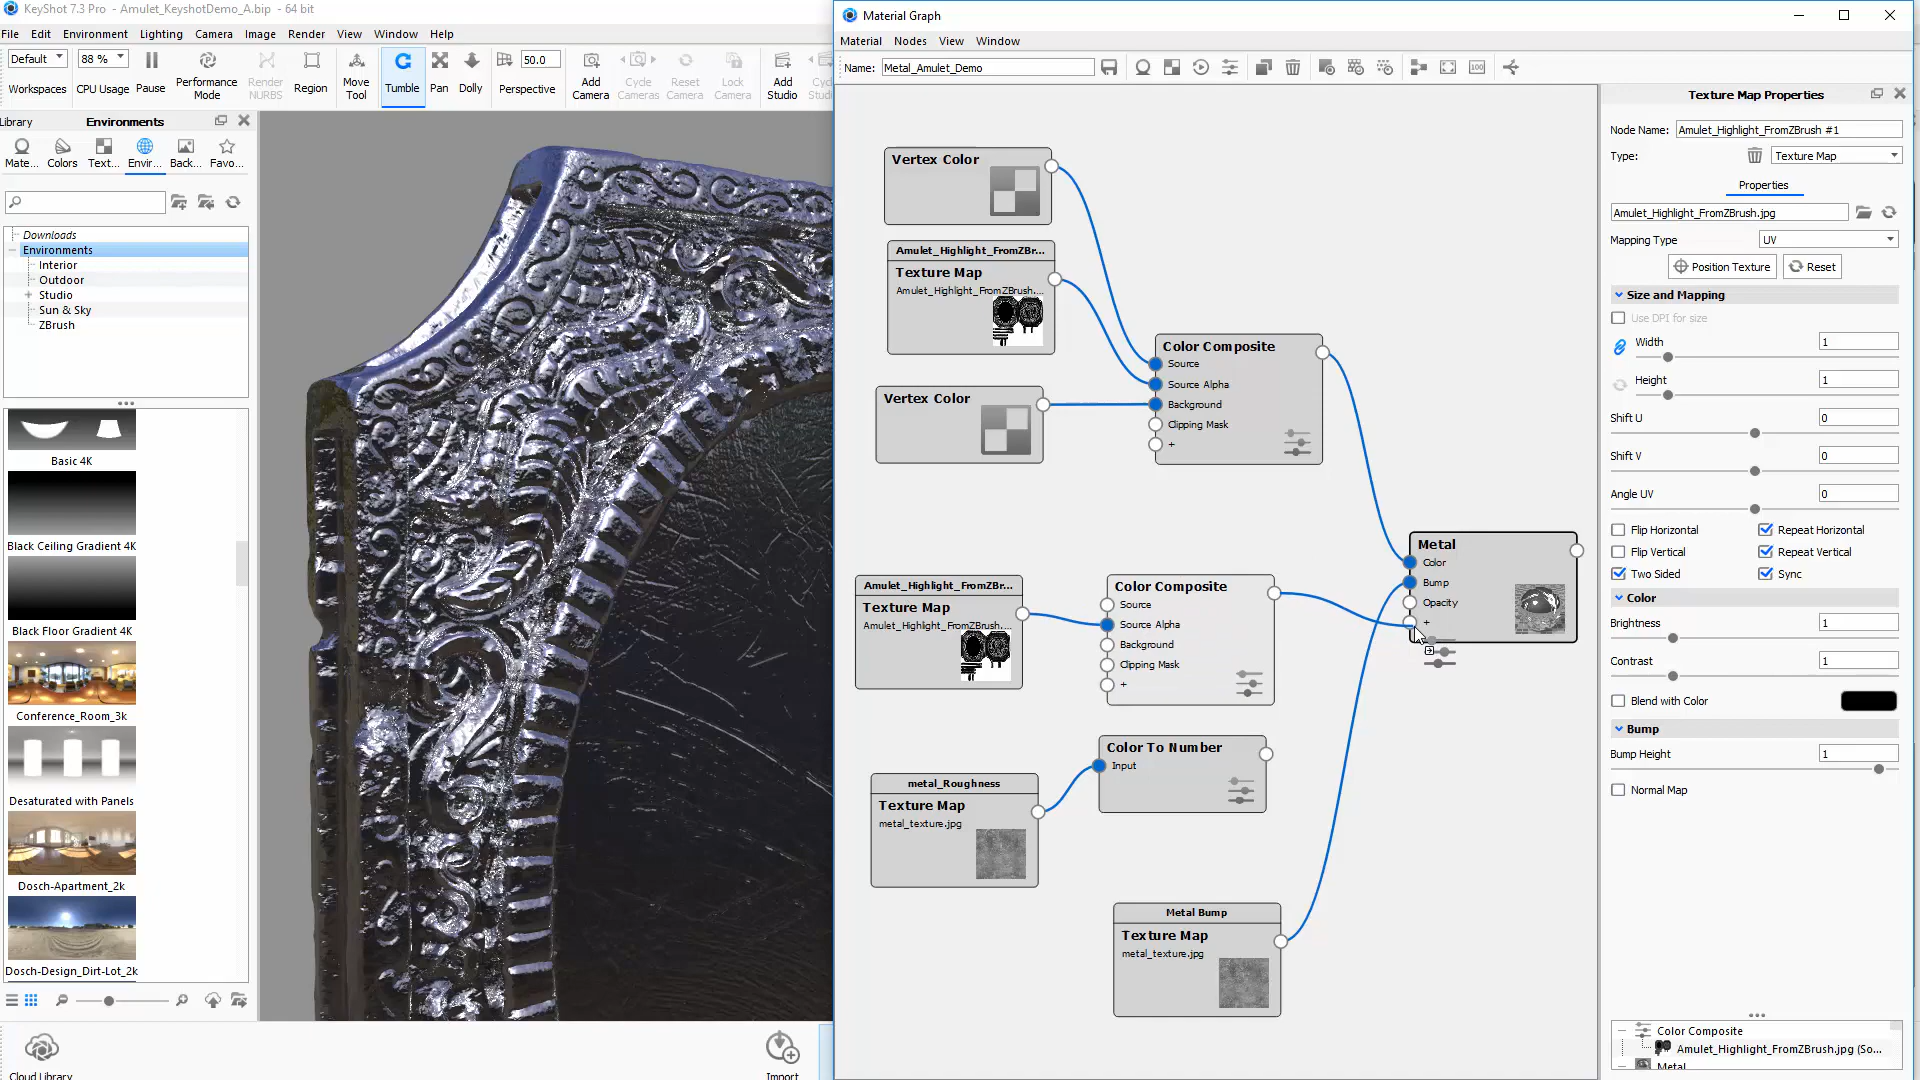 KeyShot 7.3 Pro - Amulet_KeyshotDemo_A.bip - 64 bit
File Edit Environment Lighting Camera Image Render View Window Help
Default 88 % 50.0
Workspaces CPU Usage Pause Performance Mode Render NURBS Region Move Tool Tumble Pan Dolly Perspective Add Camera Cycle Cameras Reset Camera Lock Camera Add Studio
Library Environments
Mate... Colors Text... Envir... Back... Favo...
Downloads
Environments
Interior
Outdoor
Studio
Sun & Sky
ZBrush
Basic 4K
Black Ceiling Gradient 4K
Black Floor Gradient 4K
Conference_Room_3k
Desaturated with Panels
Dosch-Apartment_2k
Dosch-Design_Dirt-Lot_2k
Cloud Library
Import
Material Graph
Material Nodes View Window
Name: Metal_Amulet_Demo
100
Vertex Color
Amulet_Highlight_FromZBr...
Texture Map
Amulet_Highlight_FromZBrush....
Vertex Color
Color Composite
Source
Source Alpha
Background
Clipping Mask
+
Amulet_Highlight_FromZBr...
Texture Map
Amulet_Highlight_FromZBrush....
Color Composite
Source
Source Alpha
Background
Clipping Mask
+
Metal
Color
Bump
Opacity
+
Color To Number
Input
metal_Roughness
Texture Map
metal_texture.jpg
Metal Bump
Texture Map
metal_texture.jpg
Texture Map Properties
Node Name: Amulet_Highlight_FromZBrush #1
Type: Texture Map
Properties
Amulet_Highlight_FromZBrush.jpg
Mapping Type UV
Position Texture Reset
Size and Mapping
Use DPI for size
Width 1
Height 1
Shift U 0
Shift V 0
Angle UV 0
Flip Horizontal Repeat Horizontal
Flip Vertical Repeat Vertical
Two Sided Sync
Color
Brightness 1
Contrast 1
Blend with Color
Bump
Bump Height 1
Normal Map
Color Composite
Amulet_Highlight_FromZBrush.jpg (So...
Metal